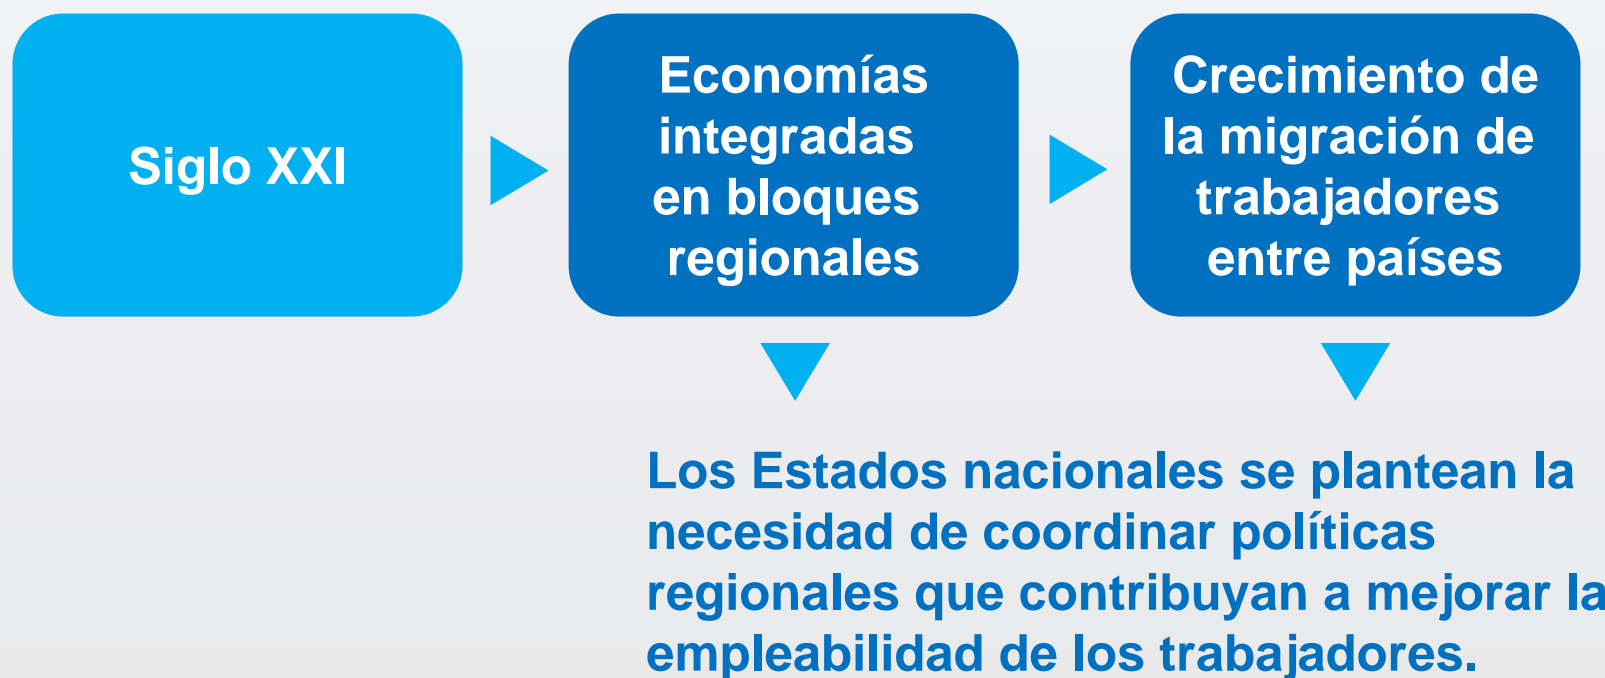 Siglo XXI
Economías
integradas
en bloques
regionales
Crecimiento de
la migración de
trabajadores
entre países
Los Estados nacionales se plantean la
necesidad de coordinar políticas
regionales que contribuyan a mejorar la
empleabilidad de los trabajadores.